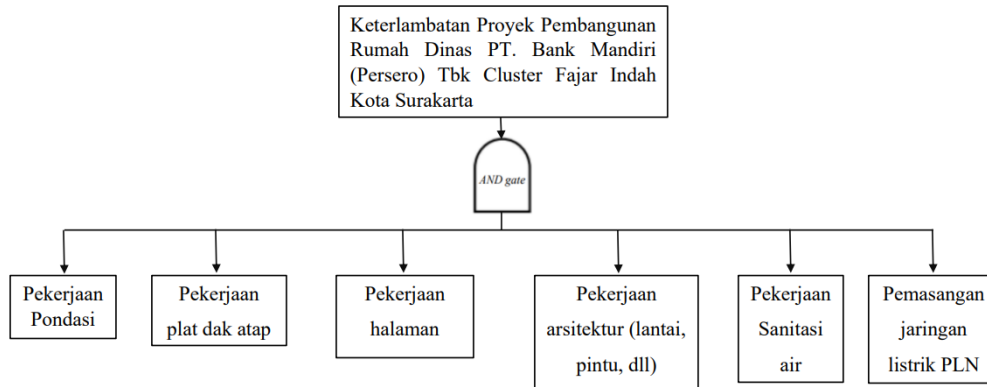 Keterlambatan Proyek Pembangunan
Rumah Dinas PT. Bank Mandiri
(Persero) Tbk Cluster Fajar Indah
Kota Surakarta
AND gate
Pekerjaan
Pondasi
Pekerjaan
plat dak atap
Pekerjaan
halaman
Pekerjaan
arsitektur (lantai,
pintu, dll)
Pekerjaan
Sanitasi
air
Pemasangan
jaringan
listrik PLN